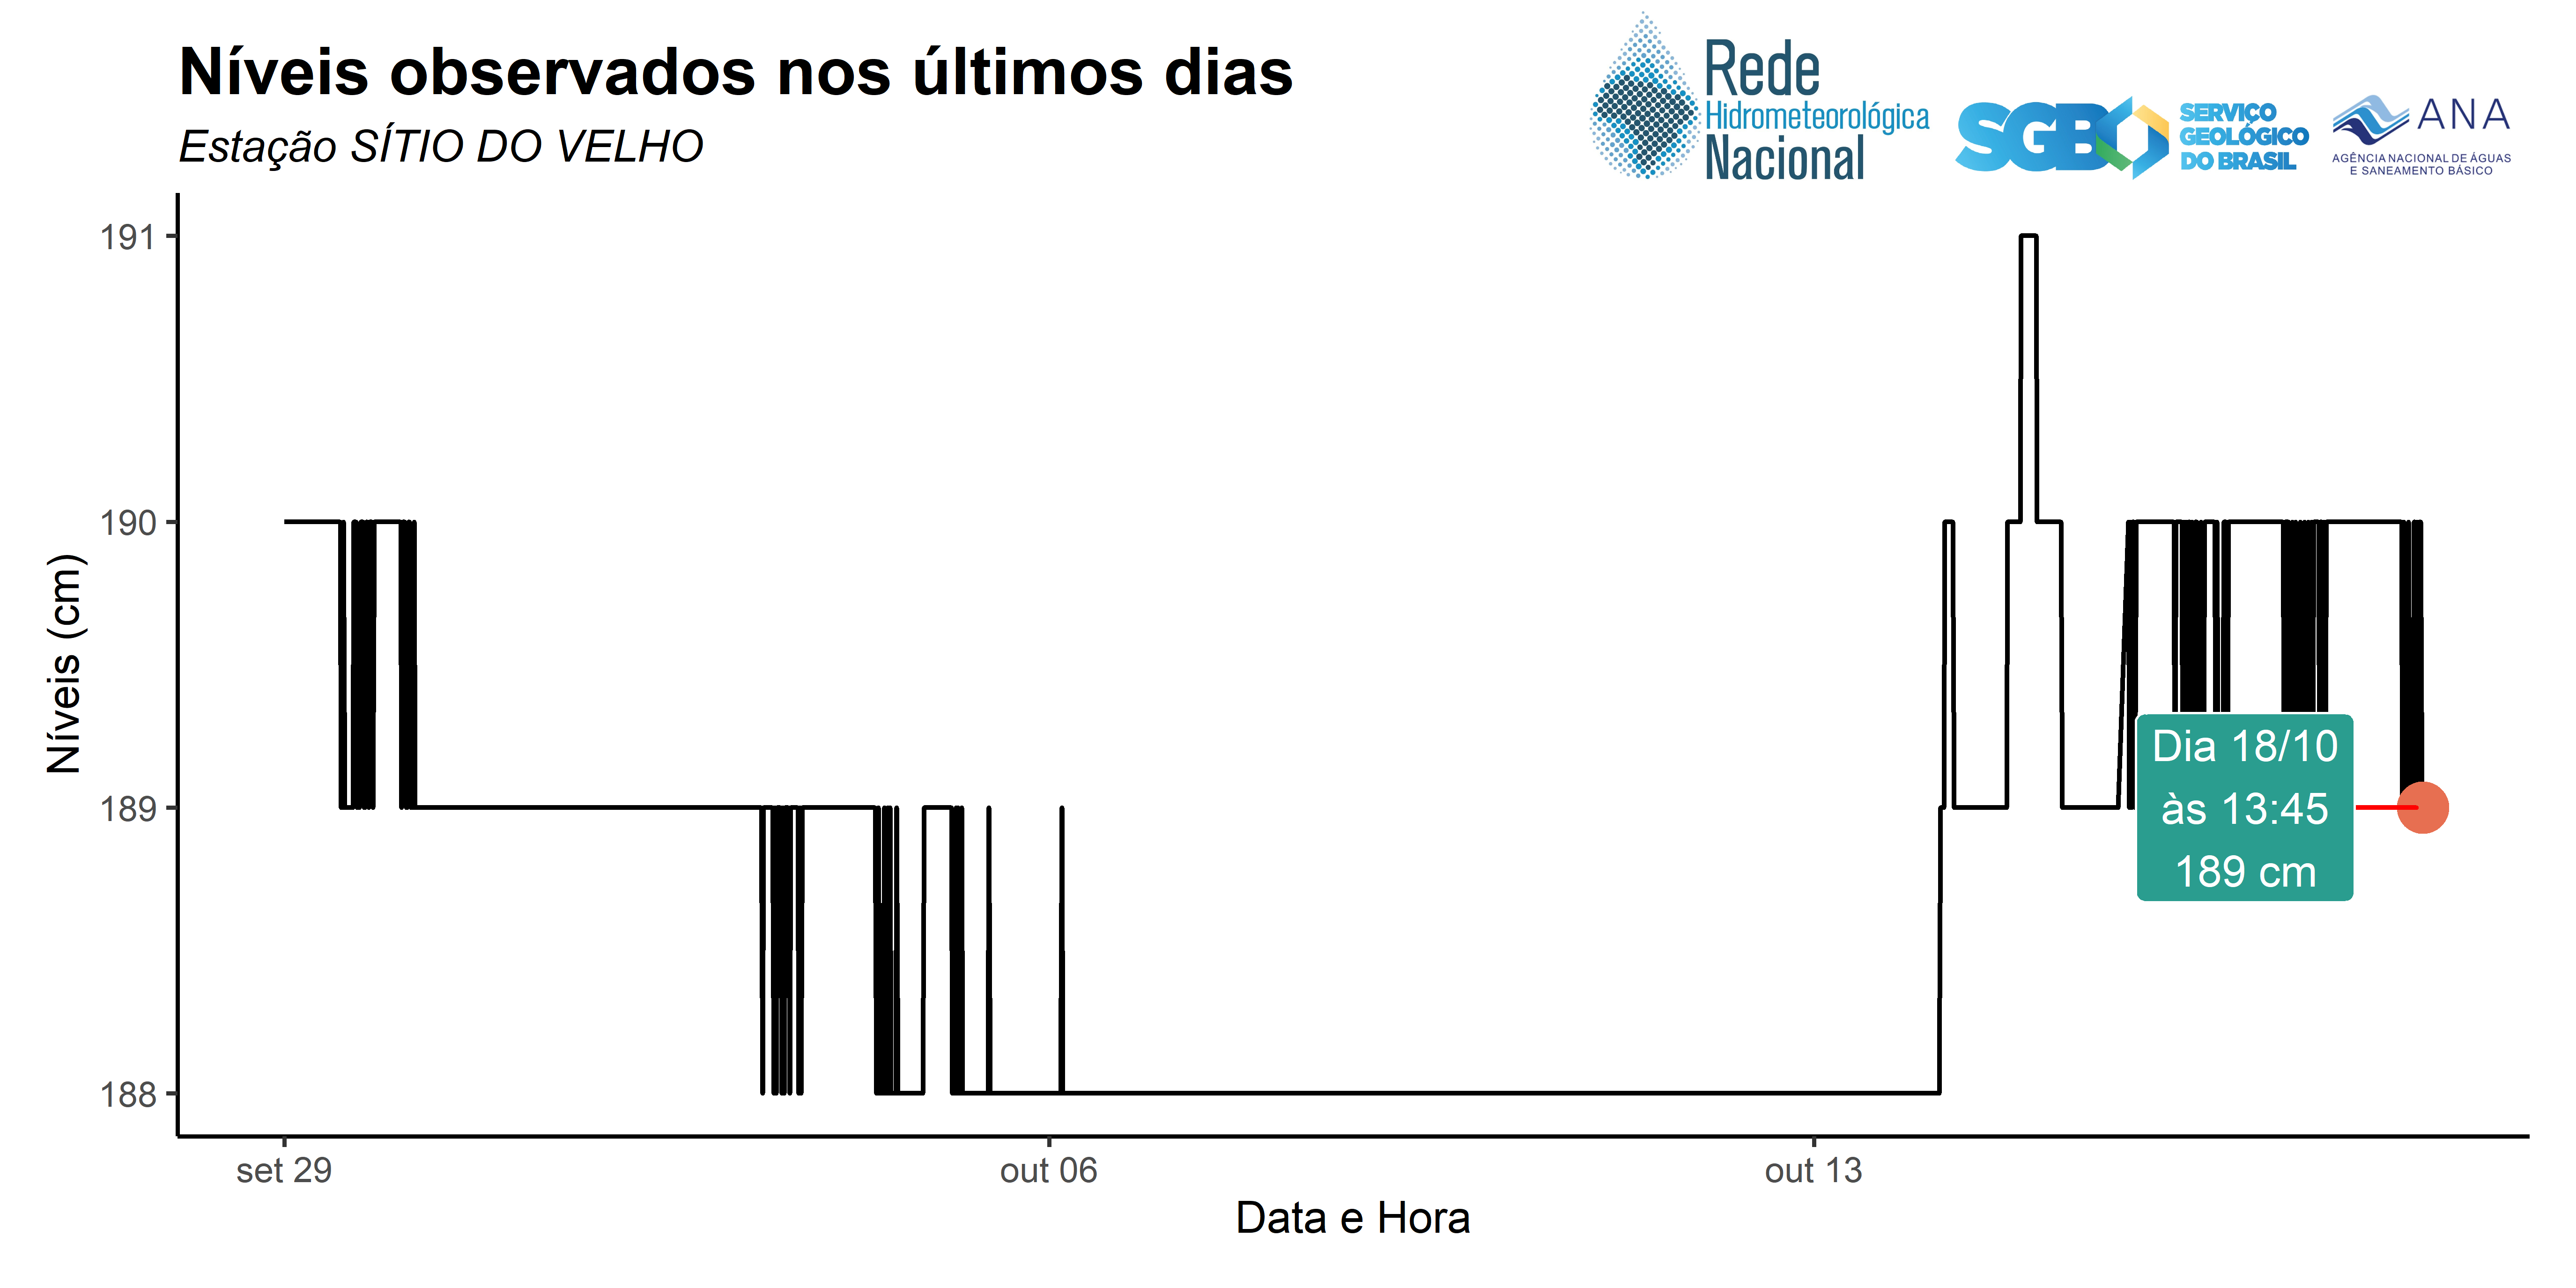 Níveis observados nos últimos dias
Estação SÍTIO DO VELHO
Rede
Hidrometeorológica
Nacional
SGB
SERVIÇO
GEOLÓGICO
DO BRASIL
ANA
AGÊNCIA NACIONAL DE ÁGUAS
E SANEAMENTO BÁSICO
191
190
189
188
Níveis (cm)
Dia 18/10
às 13:45
189 cm
set 29
out 06
out 13
Data e Hora